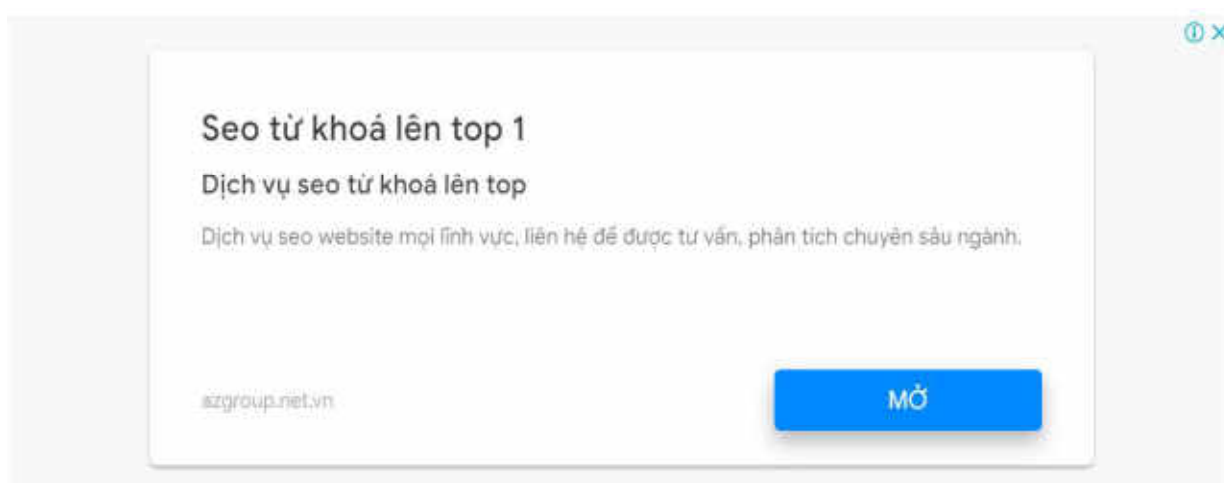 Seo từ khoá lên top 1
Dịch vụ seo từ khoá lên top
Dịch vụ seo website mọi lĩnh vực, liên hệ để được tư vấn, phân tích chuyên sâu ngành.
azgroup.net.vn
MỞ